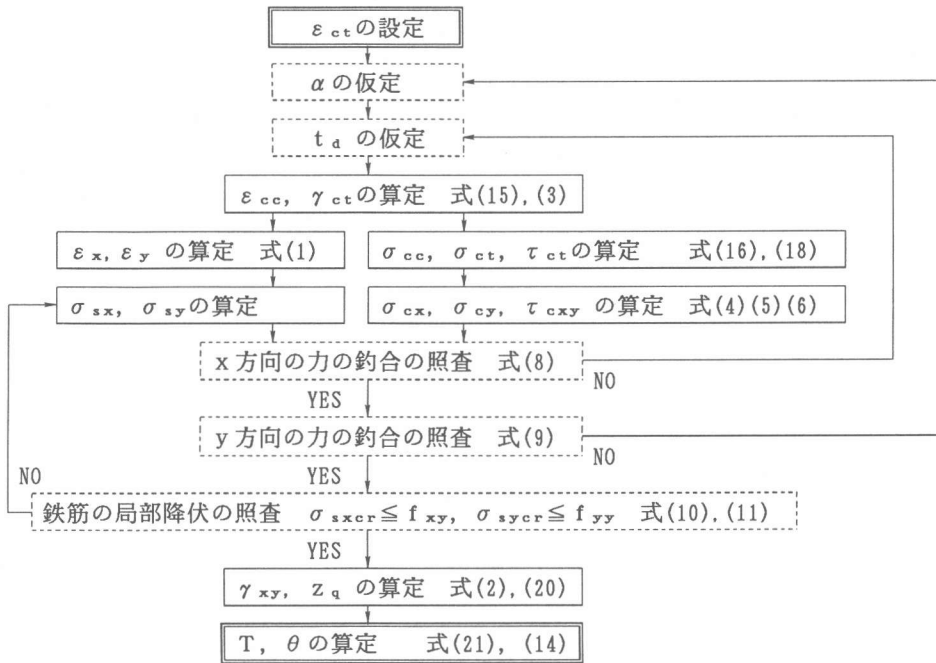 ε ctの設定
αの仮定
t d の仮定
ε cc, γ ctの算定 式(15),(3)
ε x, ε y の算定 式(1)
σ cc, σ ct, τ ctの算定 式(16),(18)
σ sx, σ syの算定
σ cx, σ cy, τ cxy の算定 式(4)(5)(6)
x方向の力の釣合の照査 式(8)
NO
YES
y方向の力の釣合の照査 式(9)
NO
YES
NO
鉄筋の局部降伏の照査 σ sxcr≦f xy, σ sycr≦f yy 式(10),(11)
YES
γ xy, z q の算定 式(2),(20)
T, θの算定 式(21), (14)